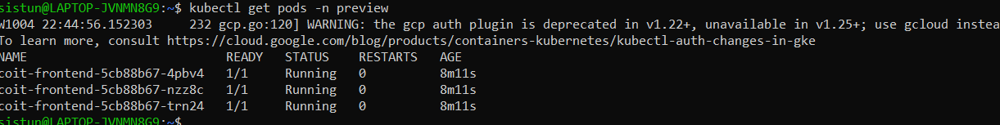 sistun@LAPTOP-JVNMN8G9:~$ kubectl get pods -n preview
W1004 22:44:56.152303     232 gcp.go:120] WARNING: the gcp auth plugin is deprecated in v1.22+, unavailable in v1.25+; use gcloud instea
To learn more, consult https://cloud.google.com/blog/products/containers-kubernetes/kubectl-auth-changes-in-gke
NAME                            READY   STATUS    RESTARTS   AGE
coit-frontend-5cb88b67-4pbv4   1/1     Running   0          8m11s
coit-frontend-5cb88b67-nzz8c   1/1     Running   0          8m11s
coit-frontend-5cb88b67-trn24   1/1     Running   0          8m11s
sistun@LAPTOP-JVNMN8G9:~$